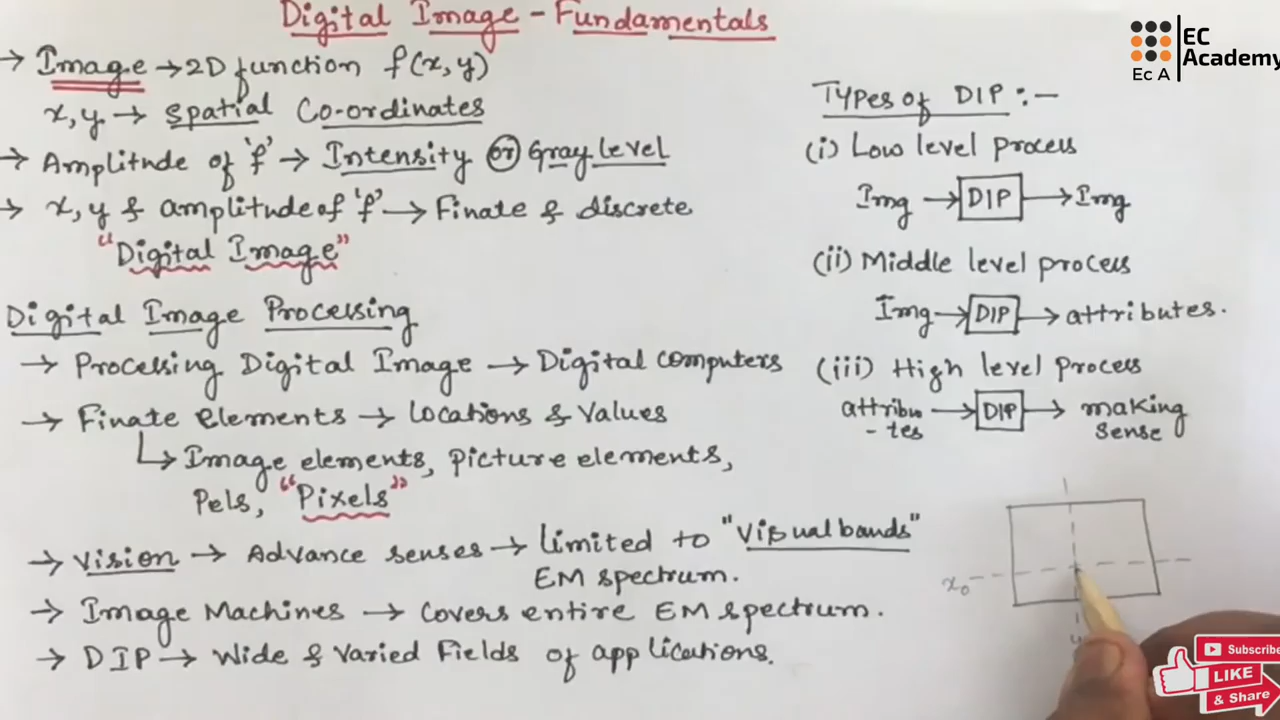 Digital Image - Fundamentals
→ Image → 2D function f(x,y)
x,y → spatial Co-ordinates
→ Amplitude of 'f' → Intensity or Gray level
→ x,y & amplitude of 'f' → Finate & discrete
"Digital Image"
Digital Image Processing
→ Processing Digital Image → Digital computers
→ Finate elements → Locations & Values
↳ Image elements, picture elements,
Pels, "Pixels"
→ Vision → Advance senses → limited to "Visual bands"
EM spectrum.
→ Image Machines → Covers entire EM spectrum.
→ DIP → Wide & Varied Fields of applications.
Types of DIP :-
(i) Low level process
Img → DIP → Img
(ii) Middle level process
Img → DIP → attributes.
(iii) High level Process
attribu → DIP → making
- tes sense
x0
EC
Academy
Ec A
Subscribe
LIKE
& Share